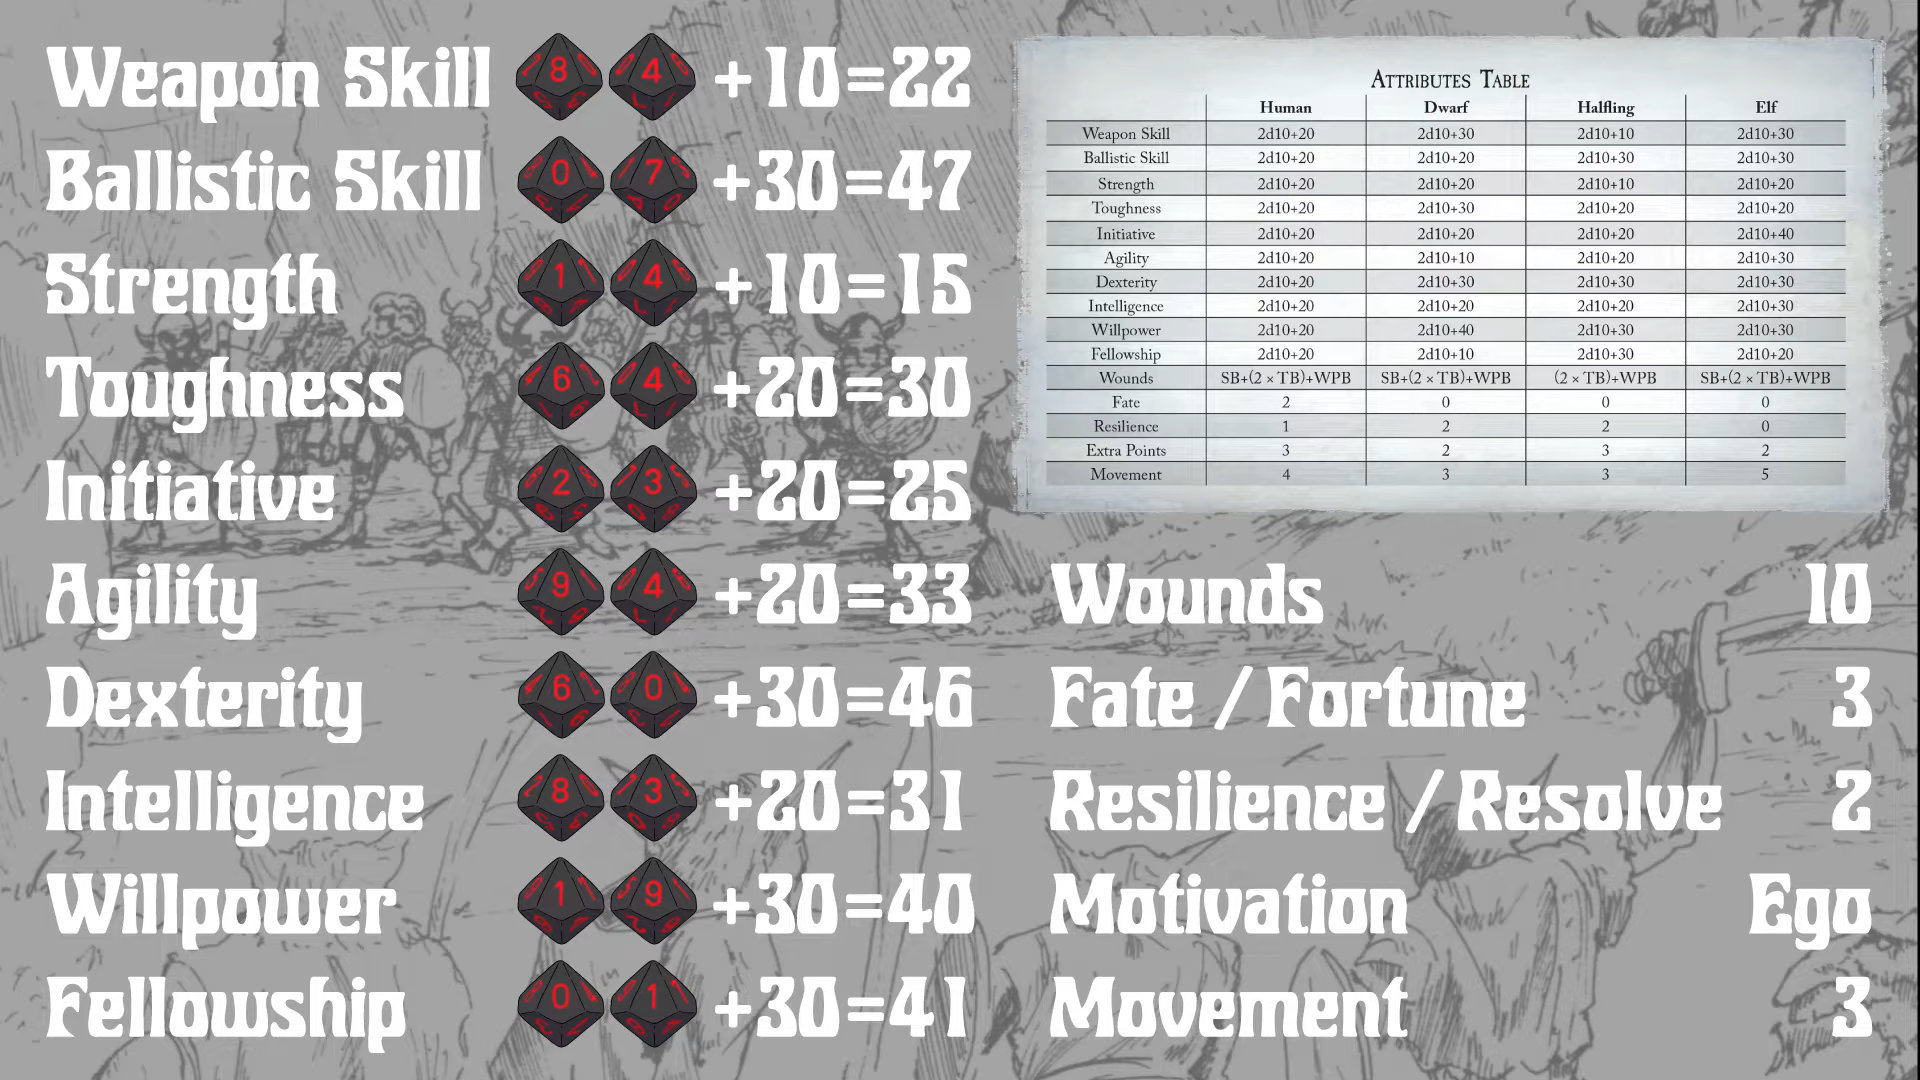 Weapon Skill 8 4 +10=22
Ballistic Skill 0 7 +30=47
Strength 1 4 +10=15
Toughness 6 4 +20=30
Initiative 2 3 +20=25
Agility 9 4 +20=33
Dexterity 6 0 +30=46
Intelligence 8 3 +20=31
Willpower 1 9 +30=40
Fellowship 0 1 +30=41
Attributes Table
Human Dwarf Halfling Elf
Weapon Skill 2d10+20 2d10+30 2d10+10 2d10+30
Ballistic Skill 2d10+20 2d10+20 2d10+30 2d10+30
Strength 2d10+20 2d10+20 2d10+10 2d10+20
Toughness 2d10+20 2d10+30 2d10+20 2d10+20
Initiative 2d10+20 2d10+20 2d10+20 2d10+40
Agility 2d10+20 2d10+10 2d10+20 2d10+30
Dexterity 2d10+20 2d10+30 2d10+30 2d10+30
Intelligence 2d10+20 2d10+20 2d10+20 2d10+30
Willpower 2d10+20 2d10+40 2d10+30 2d10+30
Fellowship 2d10+20 2d10+10 2d10+30 2d10+20
Wounds SB+(2 × TB)+WPB SB+(2 × TB)+WPB (2 × TB)+WPB SB+(2 × TB)+WPB
Fate 2 0 0 0
Resilience 1 2 2 0
Extra Points 3 2 3 2
Movement 4 3 3 5
Wounds 10
Fate / Fortune 3
Resilience / Resolve 2
Motivation Ego
Movement 3